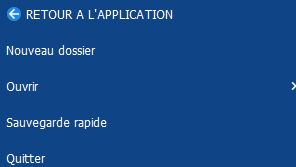 RETOUR A L'APPLICATION
Nouveau dossier
Ouvrir
Sauvegarde rapide
Quitter